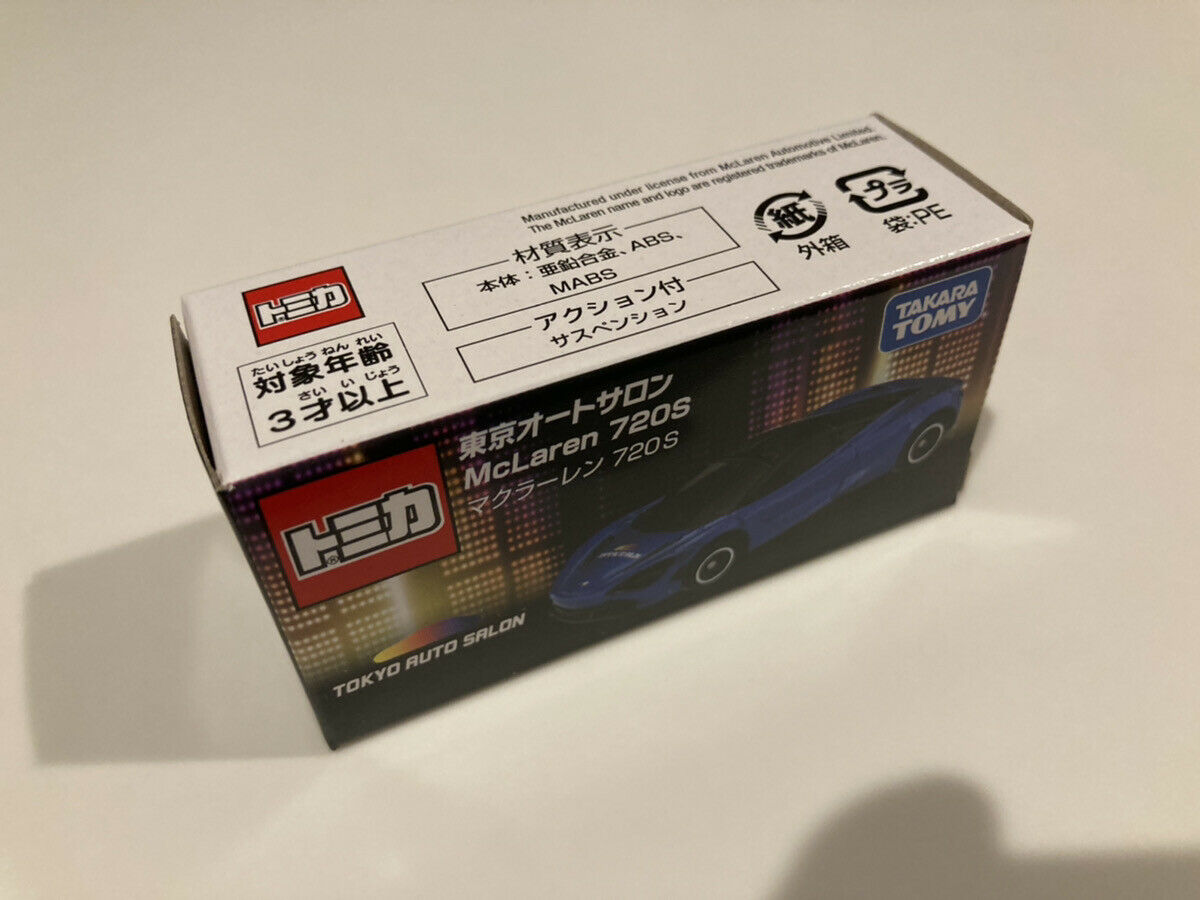 Manufactured under license from McLaren Automotive Limited.
The McLaren name and logo are registered trademarks of McLaren.
トミカ
たいしょうねんれい
対象年齢
さいいじょう
3才以上
材質表示
本体：亜鉛合金、ABS、
MABS
アクション付
サスペンション
紙
外箱
プラ
袋:PE
TAKARA
TOMY
トミカ®
東京オートサロン
McLaren 720S
マクラーレン 720S
TOKYO AUTO SALON